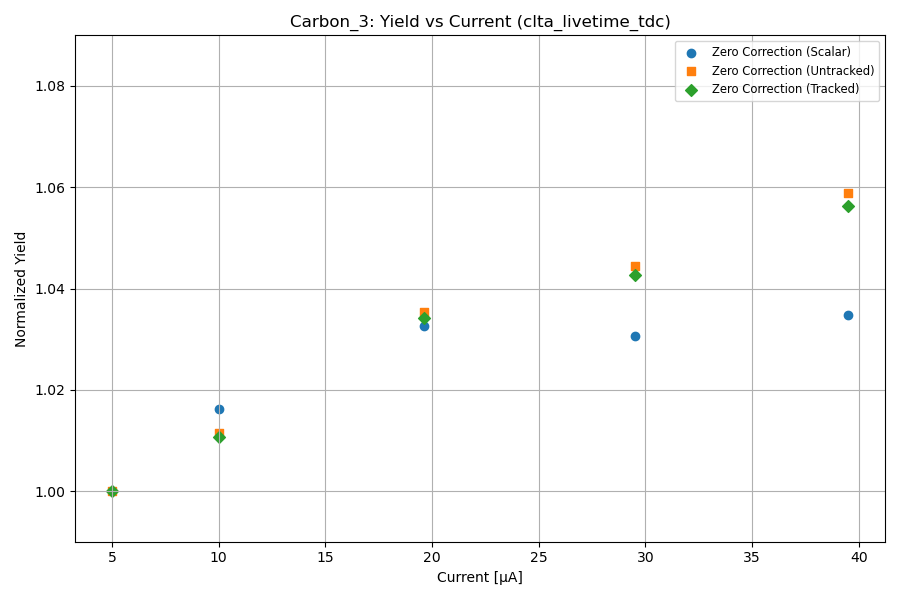 Carbon_3: Yield vs Current (clta_livetime_tdc)
Zero Correction (Scalar)
Zero Correction (Untracked)
Zero Correction (Tracked)
Normalized Yield
1.08
1.06
1.04
1.02
1.00
5 10 15 20 25 30 35 40
Current [μA]